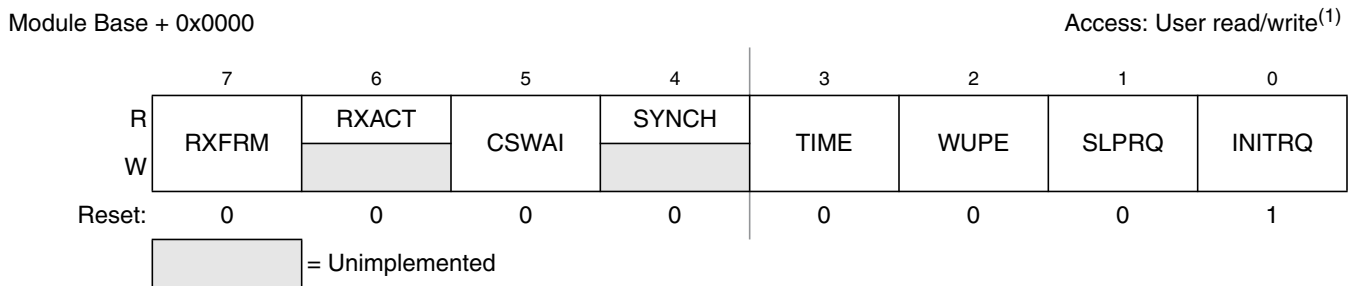 Module Base + 0x0000 Access: User read/write(1)
7 6 5 4 3 2 1 0
R RXFRM RXACT CSWAI SYNCH TIME WUPE SLPRQ INITRQ
W
Reset: 0 0 0 0 0 0 0 1
= Unimplemented